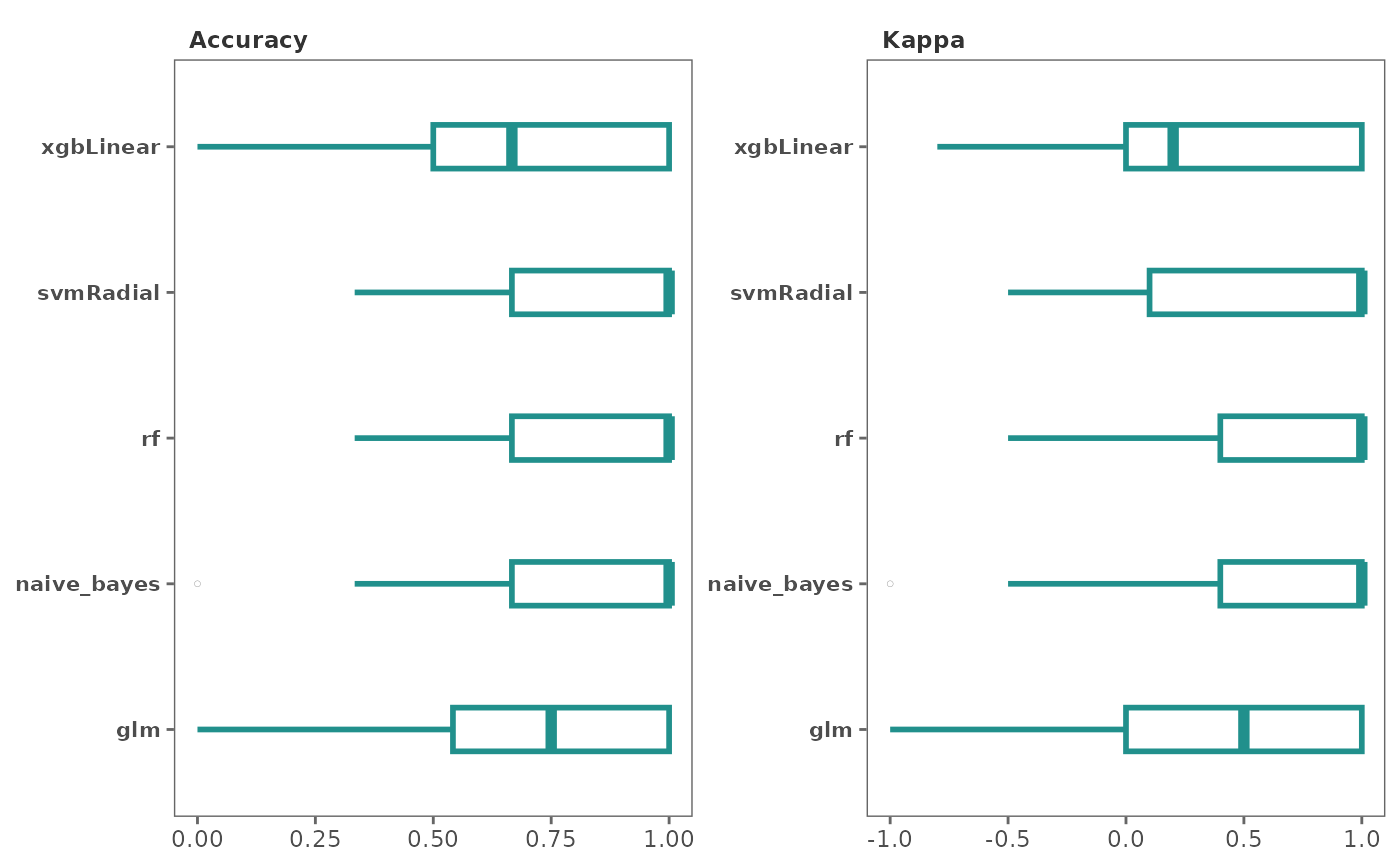 Accuracy
xgbLinear
svmRadial
rf
naive_bayes
glm
0.00 0.25 0.50 0.75 1.00
Kappa
xgbLinear
svmRadial
rf
naive_bayes
glm
-1.0 -0.5 0.0 0.5 1.0